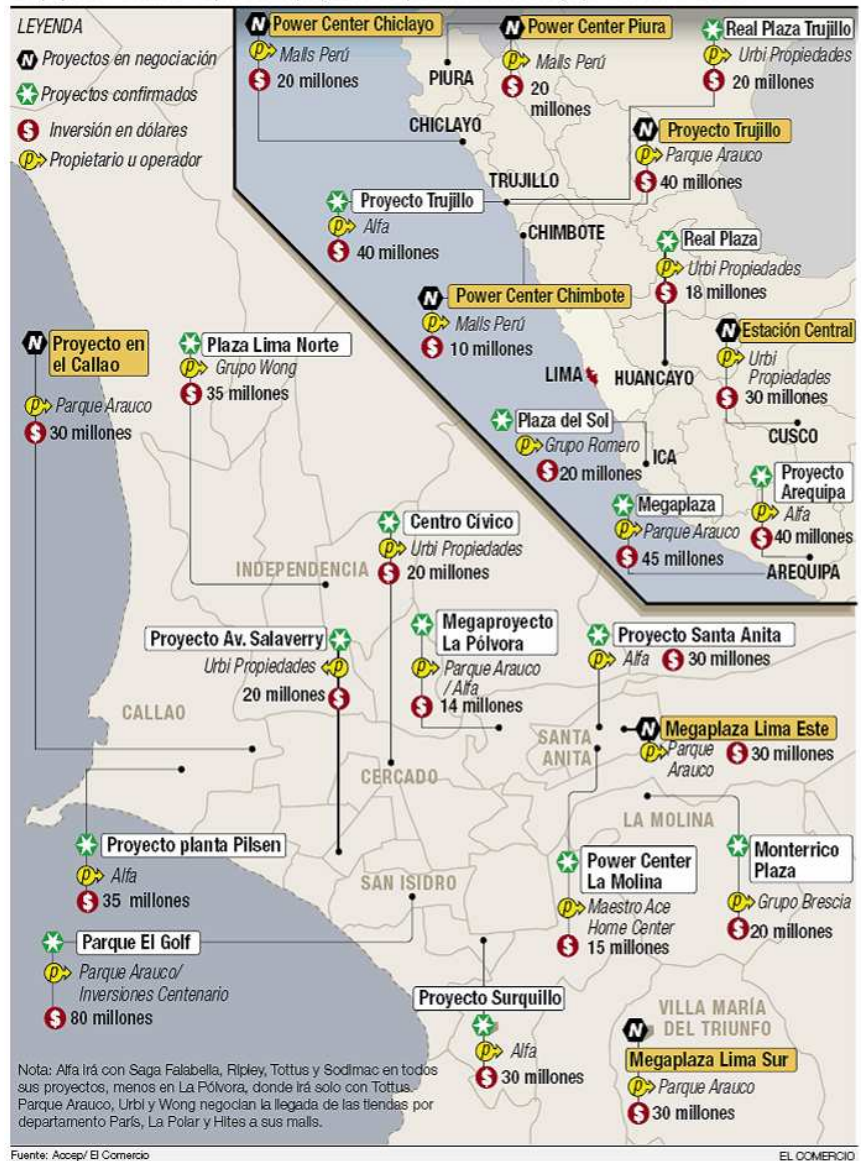 LEYENDA
N Proyectos en negociación
Proyectos confirmados
$ Inversión en dólares
P Propietario u operador
N Power Center Chiclayo
P Malls Perú
$ 20 millones
PIURA
N Power Center Piura
P Malls Perú
$ 20
millones
Real Plaza Trujillo
P Urbi Propiedades
$ 20 millones
CHICLAYO
N Proyecto Trujillo
P Parque Arauco
$ 40 millones
TRUJILLO
Proyecto Trujillo
P Alfa
$ 40 millones
CHIMBOTE
Real Plaza
P Urbi Propiedades
$ 18 millones
N Power Center Chimbote
P Malls Perú
$ 10 millones
N Estación Central
P Urbi
Propiedades
$ 30 millones
LIMA
HUANCAYO
CUSCO
Plaza del Sol
P Grupo Romero
$ 20 millones
ICA
Proyecto
Arequipa
P Alfa
$ 40 millones
Megaplaza
P Parque Arauco
$ 45 millones
AREQUIPA
N Proyecto en
el Callao
P Parque Arauco
$ 30 millones
Plaza Lima Norte
P Grupo Wong
$ 35 millones
Centro Cívico
P Urbi Propiedades
$ 20 millones
INDEPENDENCIA
Proyecto Av. Salaverry
Urbi Propiedades P
20 millones $
Megaproyecto
La Pólvora
P Parque Arauco
/ Alfa
$ 14 millones
Proyecto Santa Anita
P Alfa $ 30 millones
CALLAO
SANTA
ANITA
N Megaplaza Lima Este
P Parque
Arauco
$ 30 millones
CERCADO
LA MOLINA
Proyecto planta Pilsen
P Alfa
$ 35 millones
SAN ISIDRO
Power Center
La Molina
P Maestro Ace
Home Center
$ 15 millones
Monterrico
Plaza
P Grupo Brescia
$ 20 millones
Parque El Golf
P Parque Arauco/
Inversiones Centenario
$ 80 millones
Proyecto Surquillo
P Alfa
$ 30 millones
VILLA MARÍA
DEL TRIUNFO
N
Megaplaza Lima Sur
P Parque Arauco
$ 30 millones
Nota: Alfa irá con Saga Falabella, Ripley, Tottus y Sodimac en todos
sus proyectos, menos en La Pólvora, donde irá solo con Tottus.
Parque Arauco, Urbi y Wong negocian la llegada de las tiendas por
departamento París, La Polar y Hites a sus malls.
Fuente: Accep/ El Comercio
EL COMERCIO